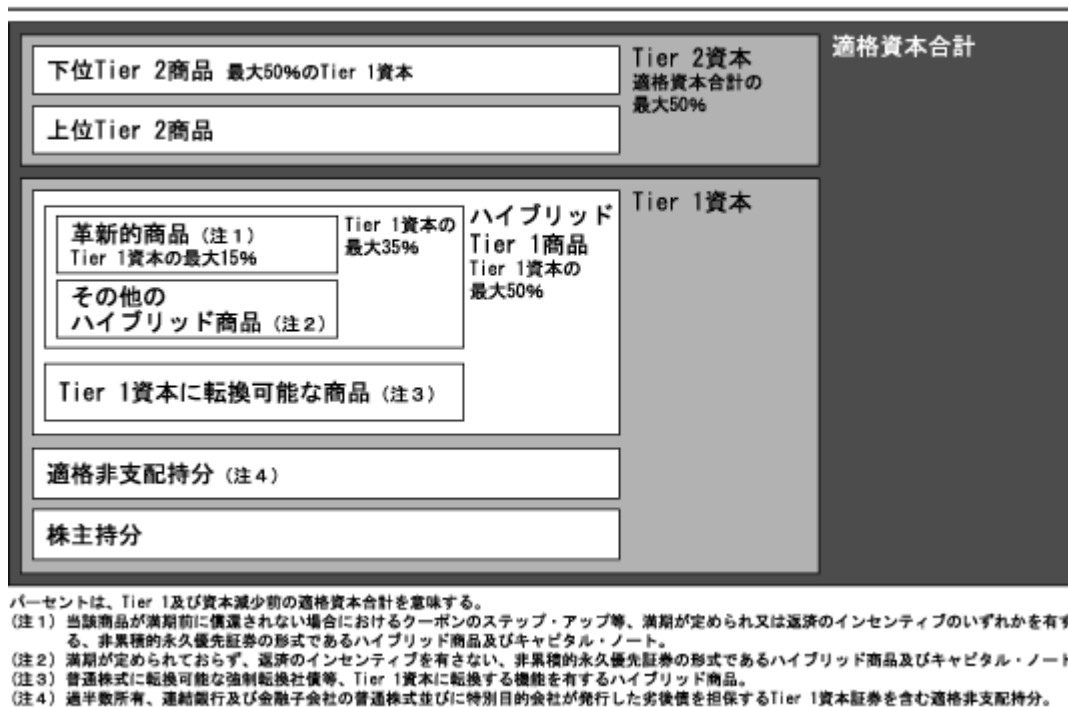 適格資本合計
Tier 2資本
適格資本合計の
最大50%
下位Tier 2商品 最大50%のTier 1資本
上位Tier 2商品
Tier 1資本
ハイブリッド
Tier 1商品
Tier 1資本の
最大50%
Tier 1資本の
最大35%
革新的商品（注１）
Tier 1資本の最大15%
その他の
ハイブリッド商品（注２）
Tier 1資本に転換可能な商品（注３）
適格非支配持分（注４）
株主持分
パーセントは、Tier 1及び資本減少前の適格資本合計を意味する。
（注１）当該商品が満期前に償還されない場合におけるクーポンのステップ・アップ等、満期が定められ又は返済のインセンティブのいずれかを有す
る、非累積的永久優先証券の形式であるハイブリッド商品及びキャピタル・ノート。
（注２）満期が定められておらず、返済のインセンティブを有さない、非累積的永久優先証券の形式であるハイブリッド商品及びキャピタル・ノート
（注３）普通株式に転換可能な強制転換社債等、Tier 1資本に転換する機能を有するハイブリッド商品。
（注４）過半数所有、連結銀行及び金融子会社の普通株式並びに特別目的会社が発行した劣後債を担保するTier 1資本証券を含む適格非支配持分。